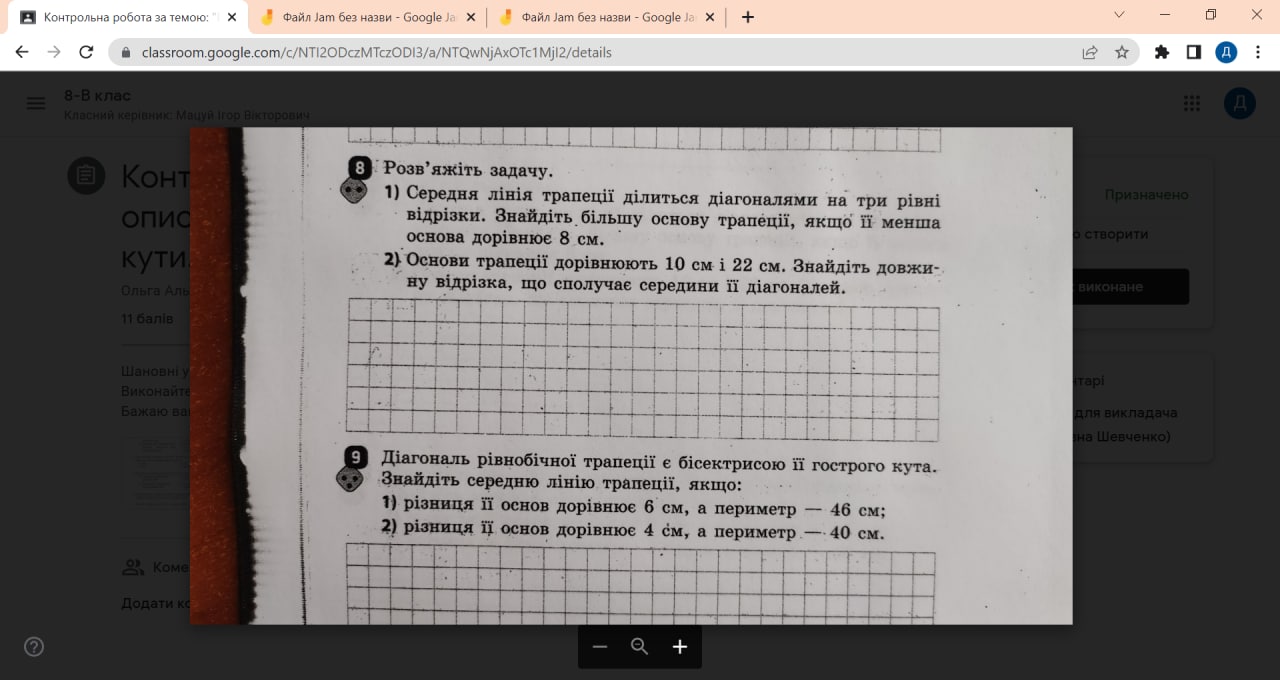 Контрольна робота за темою: "
Файл Jam без назви - Google Ja
Файл Jam без назви - Google Ja
classroom.google.com/c/NTI2ODczMTczODI3/a/NTQwNjAxOTc1MjI2/details
Д
8-В клас
Класний керівник: Мацуй Ігор Вікторович
Д
Конт
опис
кути.
Ольга Аль
11 балів
Шановні у
Виконайте
Бажаю ва
Коме
Додати ко
Призначено
о створити
виконане
тарі
для викладача
вна Шевченко)
8 Розв'яжіть задачу.
1) Середня лінія трапеції ділиться діагоналями на три рівні
відрізки. Знайдіть більшу основу трапеції, якщо її менша
основа дорівнює 8 см.
2) Основи трапеції дорівнюють 10 см і 22 см. Знайдіть довжи-
ну відрізка, що сполучає середини її діагоналей.
9 Діагональ рівнобічної трапеції є бісектрисою її гострого кута.
Знайдіть середню лінію трапеції, якщо:
1) різниця її основ дорівнює 6 см, а периметр — 46 см;
2) різниця її основ дорівнює 4 см, а периметр — 40 см.